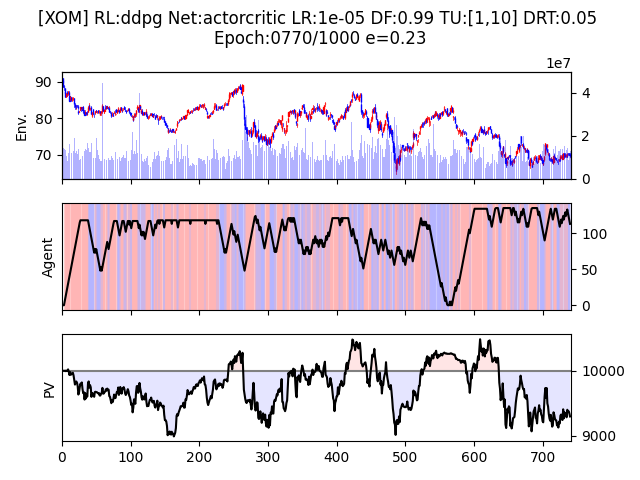 [XOM] RL:ddpg Net:actorcritic LR:1e-05 DF:0.99 TU:[1,10] DRT:0.05
Epoch:0770/1000 e=0.23
1e7
90
80
70
Env.
4
2
0
Agent
100
50
0
PV
10000
9000
0 100 200 300 400 500 600 700